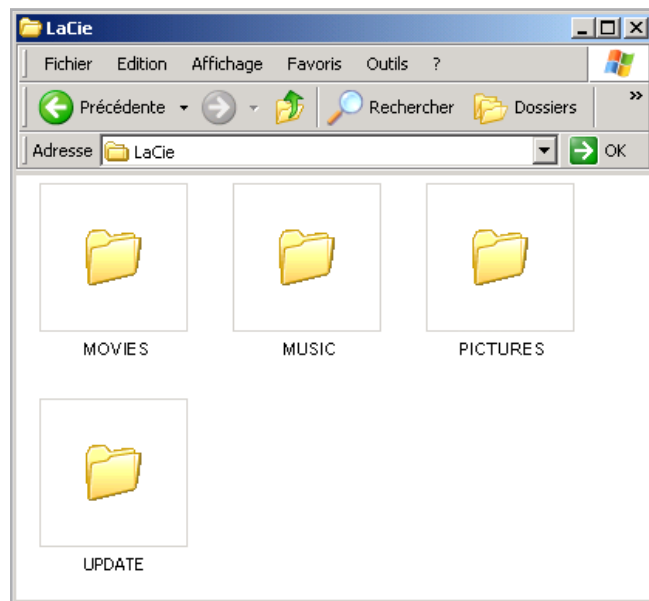 LaCie
Fichier Edition Affichage Favoris Outils ?
Précédente Rechercher Dossiers »
Adresse LaCie OK
MOVIES MUSIC PICTURES
UPDATE